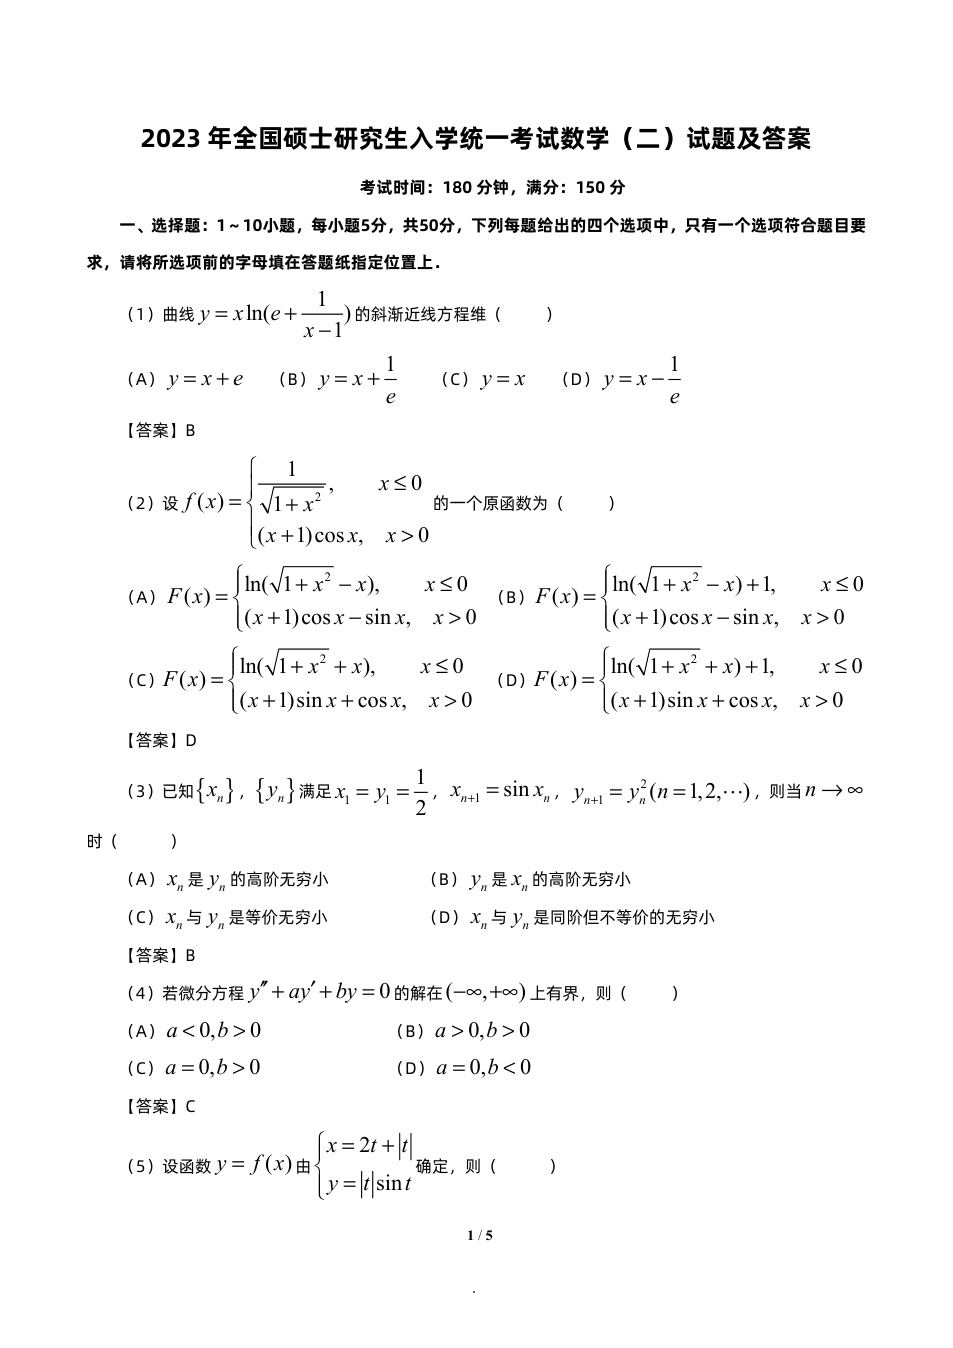 2023 年全国硕士研究生入学统一考试数学（二）试题及答案
考试时间：180 分钟，满分：150 分
一、选择题：1～10小题，每小题5分，共50分，下列每题给出的四个选项中，只有一个选项符合题目要
求，请将所选项前的字母填在答题纸指定位置上．
（1）曲线 y = x ln(e + 1/(x−1)) 的斜渐近线方程维（　　）
（A） y = x + e （B） y = x + 1/e （C） y = x （D） y = x − 1/e
【答案】B
（2）设 f(x) = { 1/√(1+x²), x ≤ 0; (x+1)cos x, x > 0 的一个原函数为（　　）
（A） F(x) = { ln(√(1+x²) − x), x ≤ 0; (x+1)cos x − sin x, x > 0 （B） F(x) = { ln(√(1+x²) − x) + 1, x ≤ 0; (x+1)cos x − sin x, x > 0
（C） F(x) = { ln(√(1+x²) + x), x ≤ 0; (x+1)sin x + cos x, x > 0 （D） F(x) = { ln(√(1+x²) + x) + 1, x ≤ 0; (x+1)sin x + cos x, x > 0
【答案】D
（3）已知{xₙ}，{yₙ}满足 x₁ = y₁ = 1/2，xₙ₊₁ = sin xₙ，yₙ₊₁ = yₙ² (n = 1,2,⋯)，则当 n → ∞
时（　　）
（A） xₙ 是 yₙ 的高阶无穷小 （B） yₙ 是 xₙ 的高阶无穷小
（C） xₙ 与 yₙ 是等价无穷小 （D） xₙ 与 yₙ 是同阶但不等价的无穷小
【答案】B
（4）若微分方程 y″ + ay′ + by = 0 的解在 (−∞,+∞) 上有界，则（　　）
（A） a < 0, b > 0 （B） a > 0, b > 0
（C） a = 0, b > 0 （D） a = 0, b < 0
【答案】C
（5）设函数 y = f(x) 由 { x = 2t + |t|; y = |t| sin t 确定，则（　　）
1 / 5
.